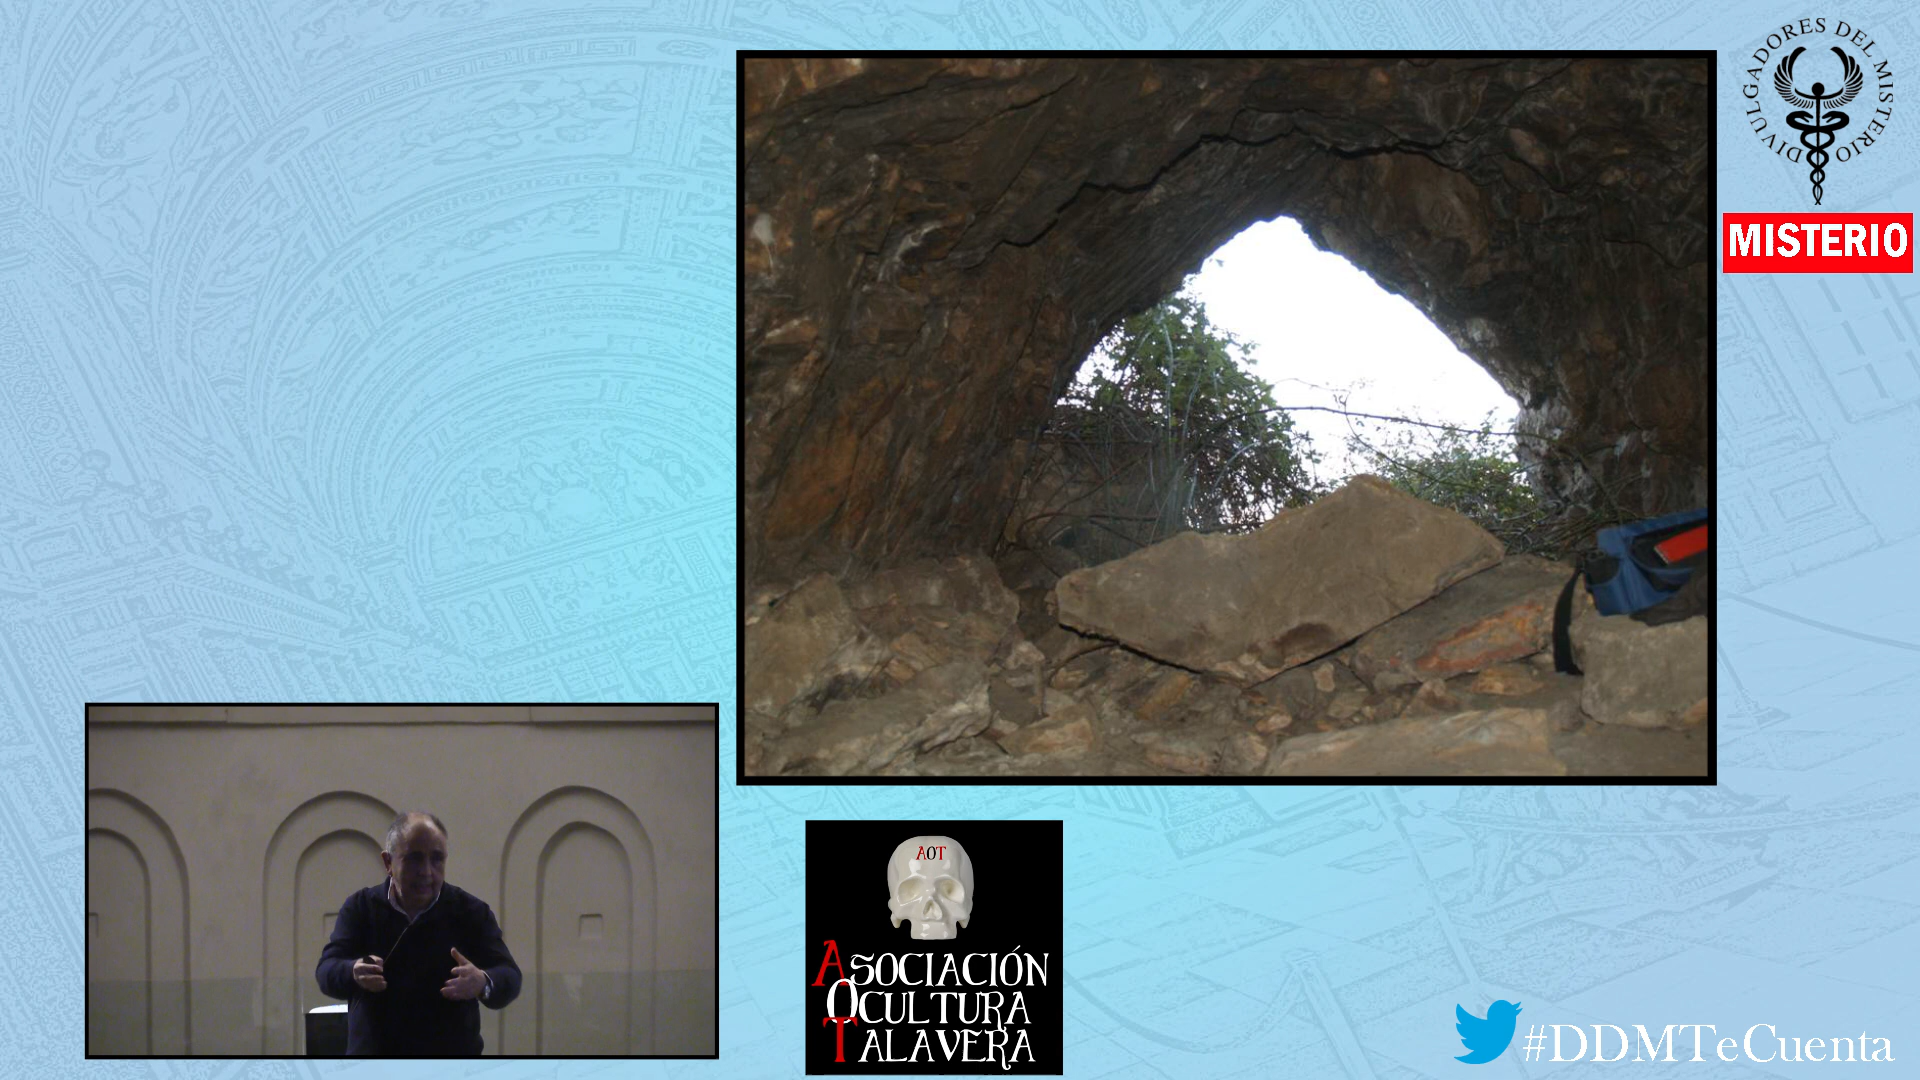 DIVULGADORES DEL MISTERIO
MISTERIO
AOT
ASOCIACIÓN
OCULTURA
TALAVERA
#DDMTeCuenta